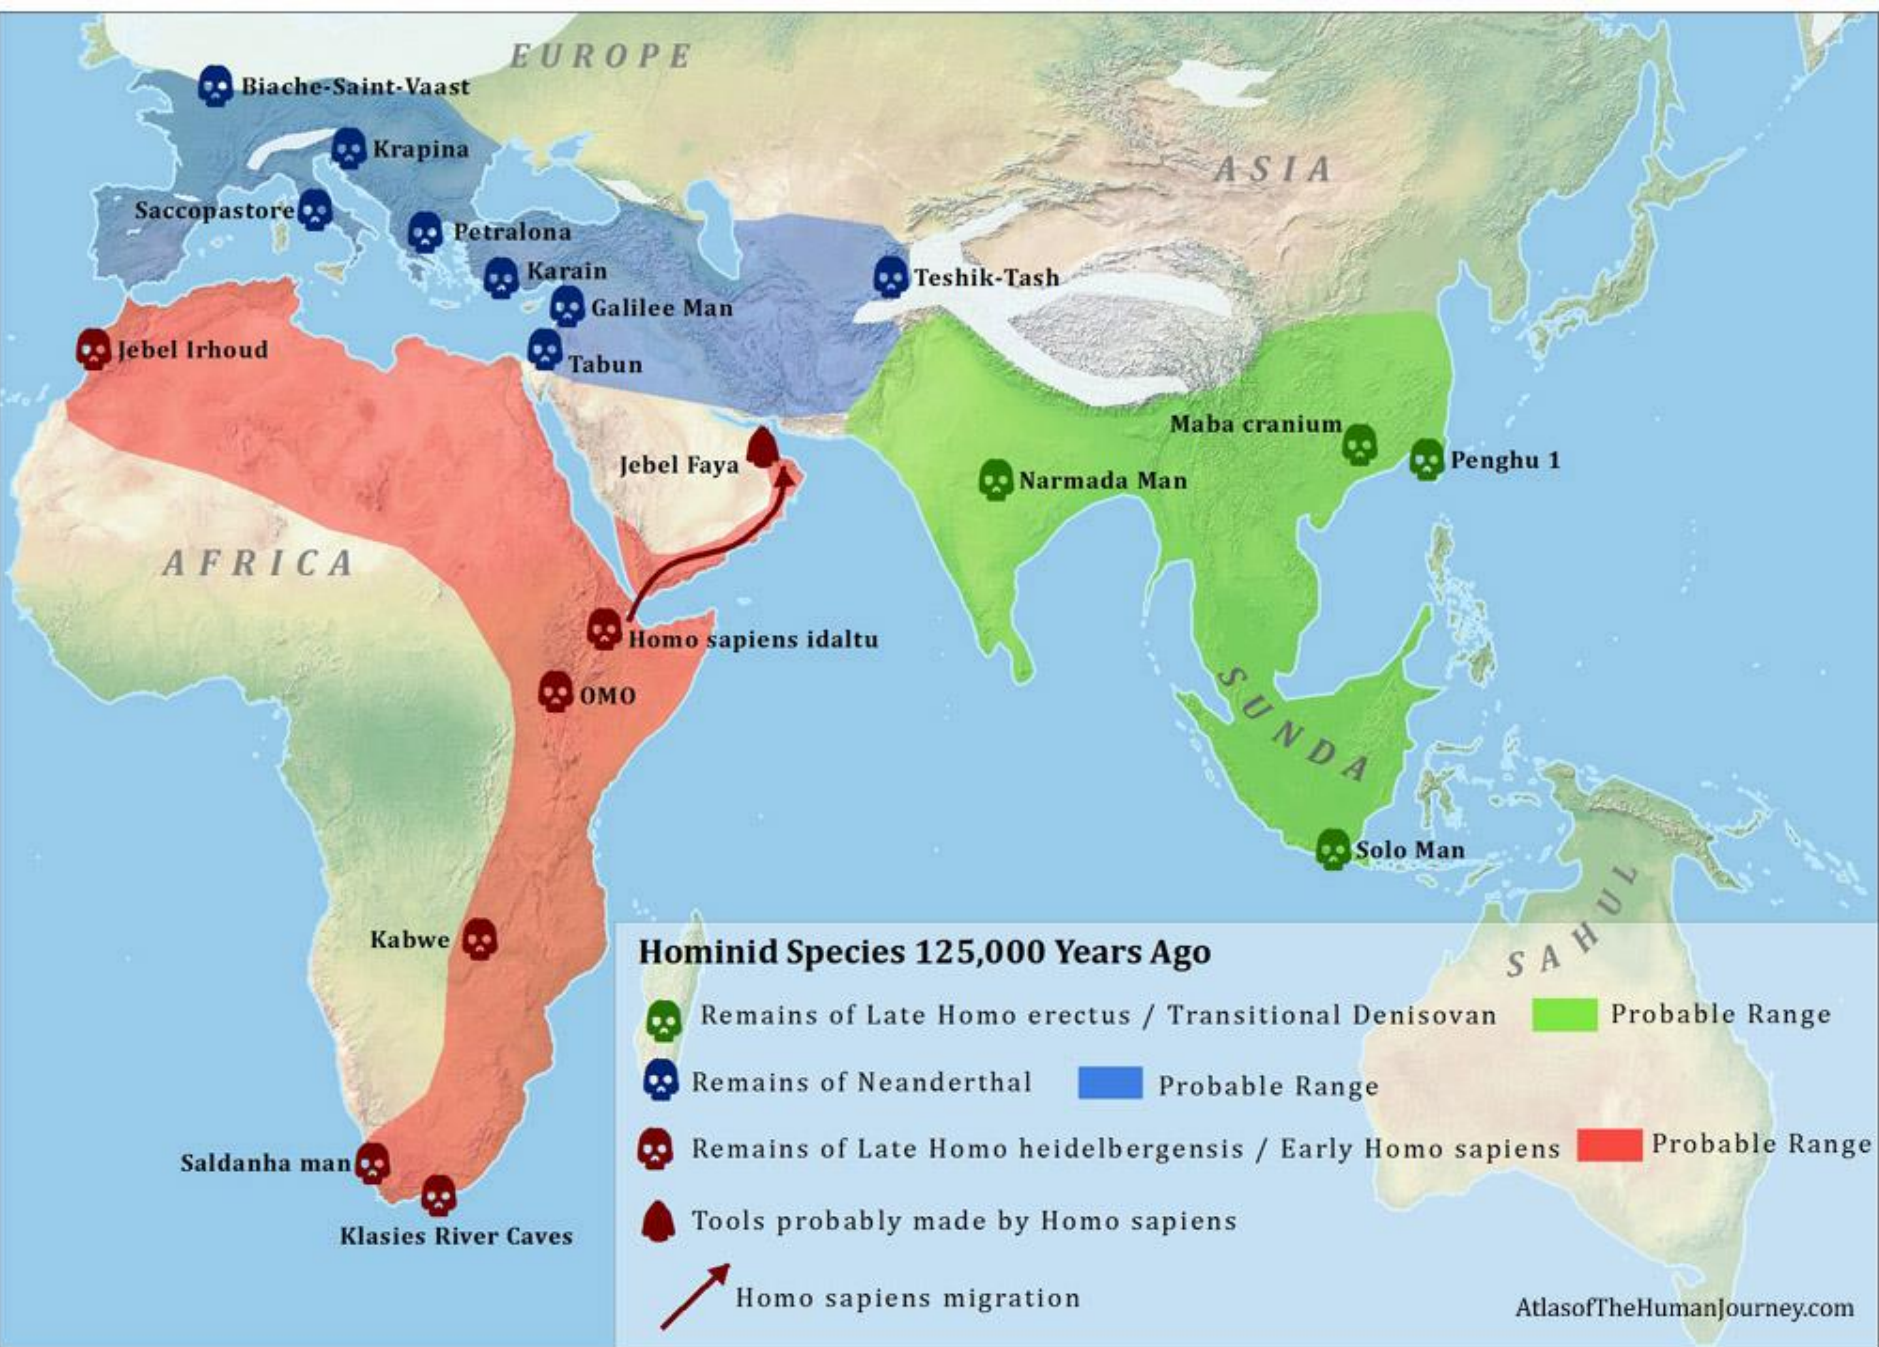 EUROPE
Biache-Saint-Vaast
Krapina
ASIA
Saccopastore
Petralona
Karain
Teshik-Tash
Galilee Man
Jebel Irhoud
Tabun
Maba cranium
Jebel Faya
Penghu 1
Narmada Man
AFRICA
Homo sapiens idaltu
OMO
SUNDA
Solo Man
SAHUL
Kabwe
Saldanha man
Klasies River Caves
Hominid Species 125,000 Years Ago
Remains of Late Homo erectus / Transitional Denisovan Probable Range
Remains of Neanderthal Probable Range
Remains of Late Homo heidelbergensis / Early Homo sapiens Probable Range
Tools probably made by Homo sapiens
Homo sapiens migration
AtlasofTheHumanJourney.com